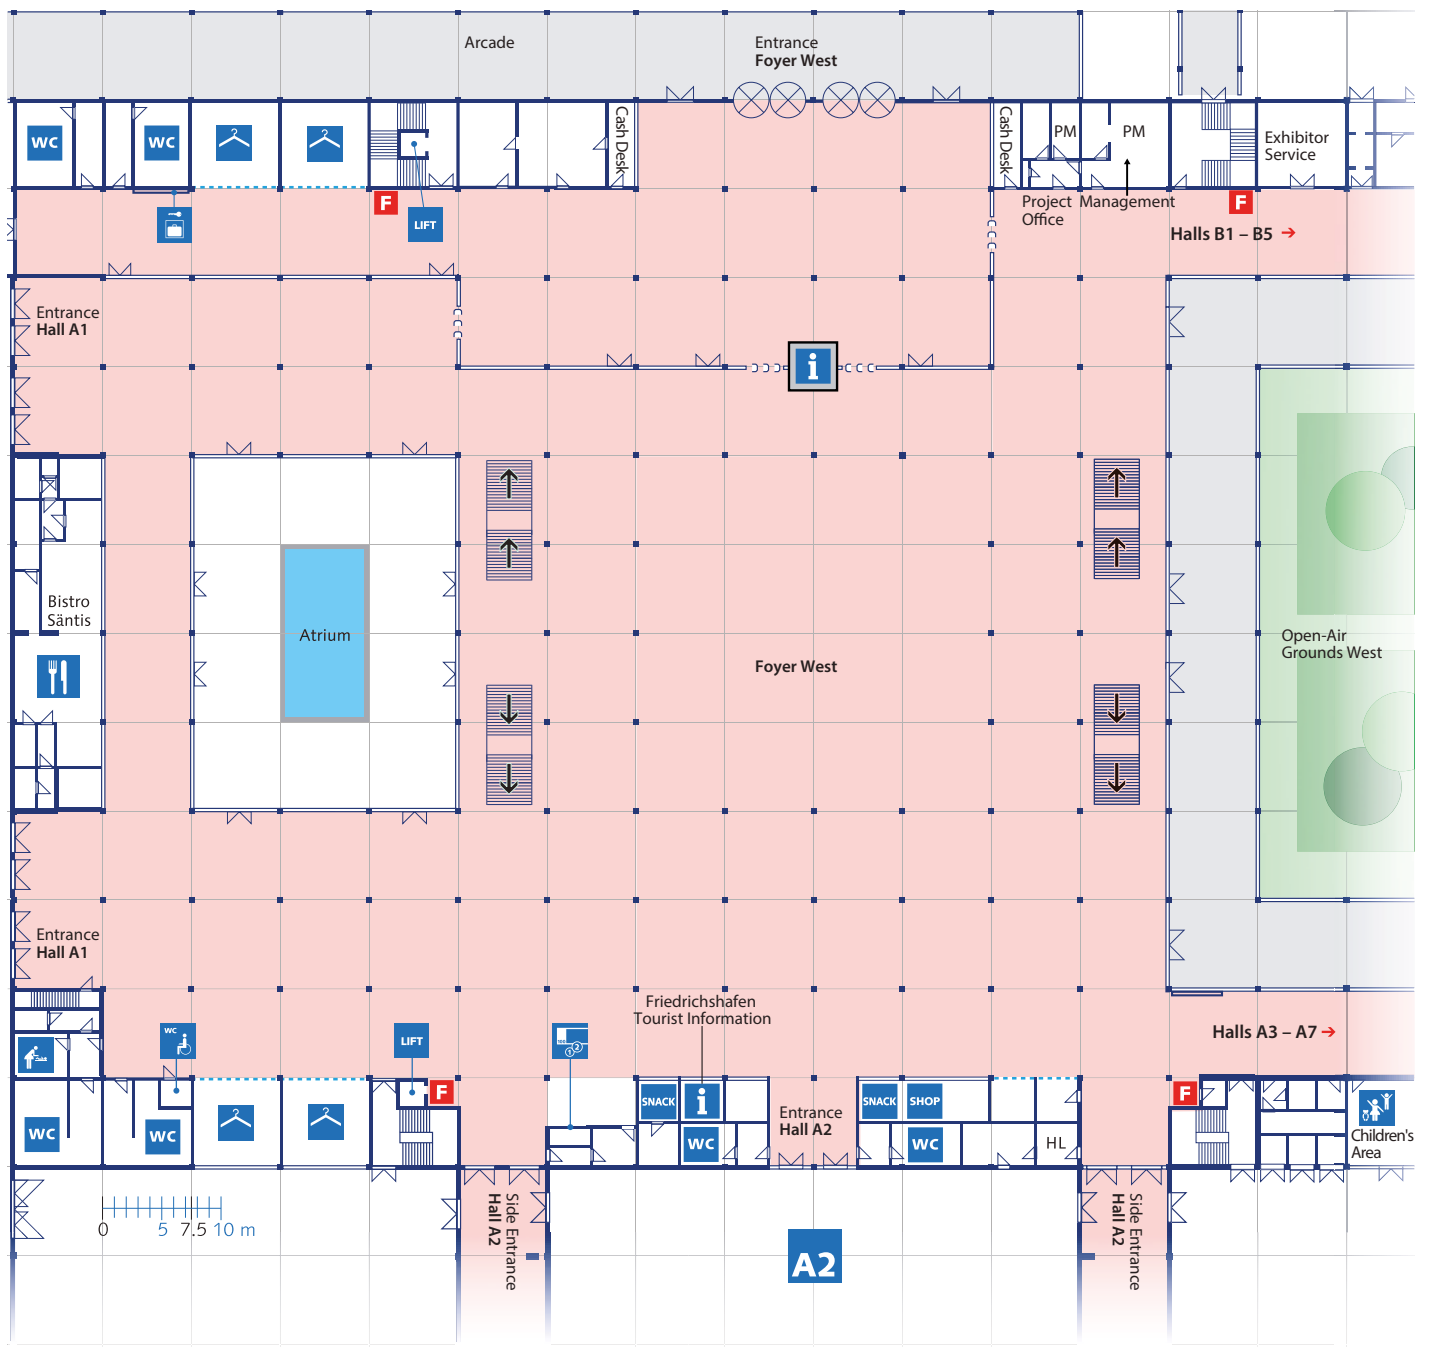 Arcade
Entrance
Foyer West
WC
WC
Cash Desk
Cash Desk
PM
PM
Exhibitor
Service
F
LIFT
Project
Office
Management
F
Halls B1 – B5
Entrance
Hall A1
i
Bistro
Säntis
Atrium
Foyer West
Open-Air
Grounds West
Entrance
Hall A1
Friedrichshafen
Tourist Information
Halls A3 – A7
WC
LIFT
1 2
F
SNACK
i
Entrance
Hall A2
SNACK
SHOP
F
WC
WC
WC
WC
HL
Children's
Area
0 5 7.5 10 m
Side Entrance
Hall A2
A2
Side Entrance
Hall A2